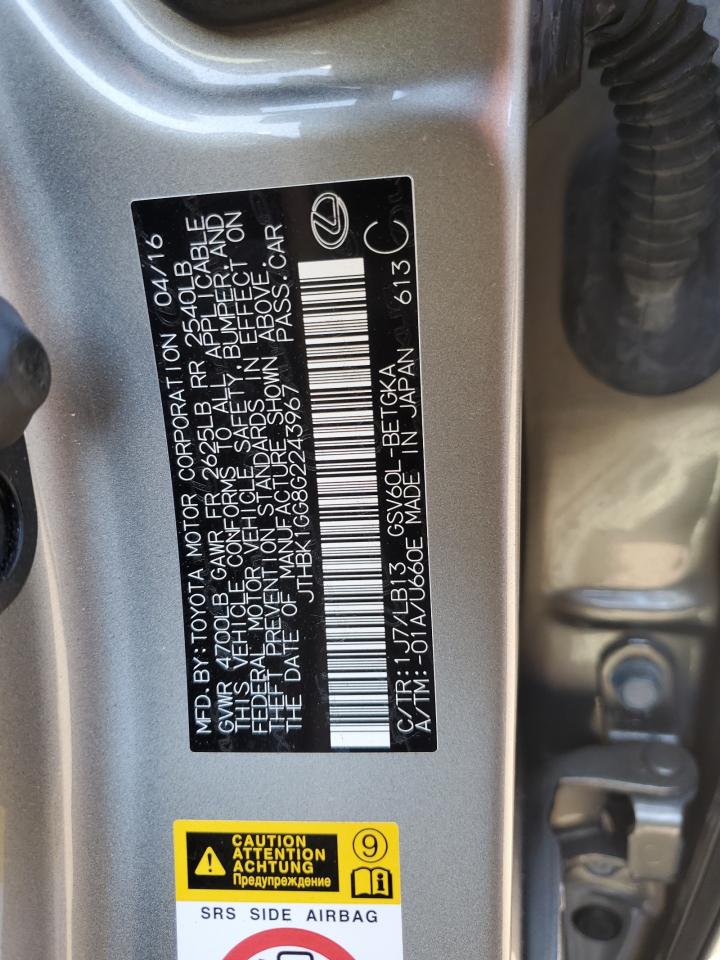 MFD. BY: TOYOTA MOTOR CORPORATION 04/16
GVWR 4700LB GAWR FR 2625LB RR 2540LB
THIS VEHICLE CONFORMS TO ALL APPLICABLE
FEDERAL MOTOR VEHICLE SAFETY, BUMPER, AND
THEFT PREVENTION STANDARDS IN EFFECT ON
THE DATE OF MANUFACTURE SHOWN ABOVE.
JTHBK1GG8G2243967 PASS. CAR
C/TR: 1J7/LB13 GSV60L-BETGKA 613
A/TM: -01A/U660E MADE IN JAPAN C
CAUTION
ATTENTION
ACHTUNG
Предупреждение
9
SRS SIDE AIRBAG